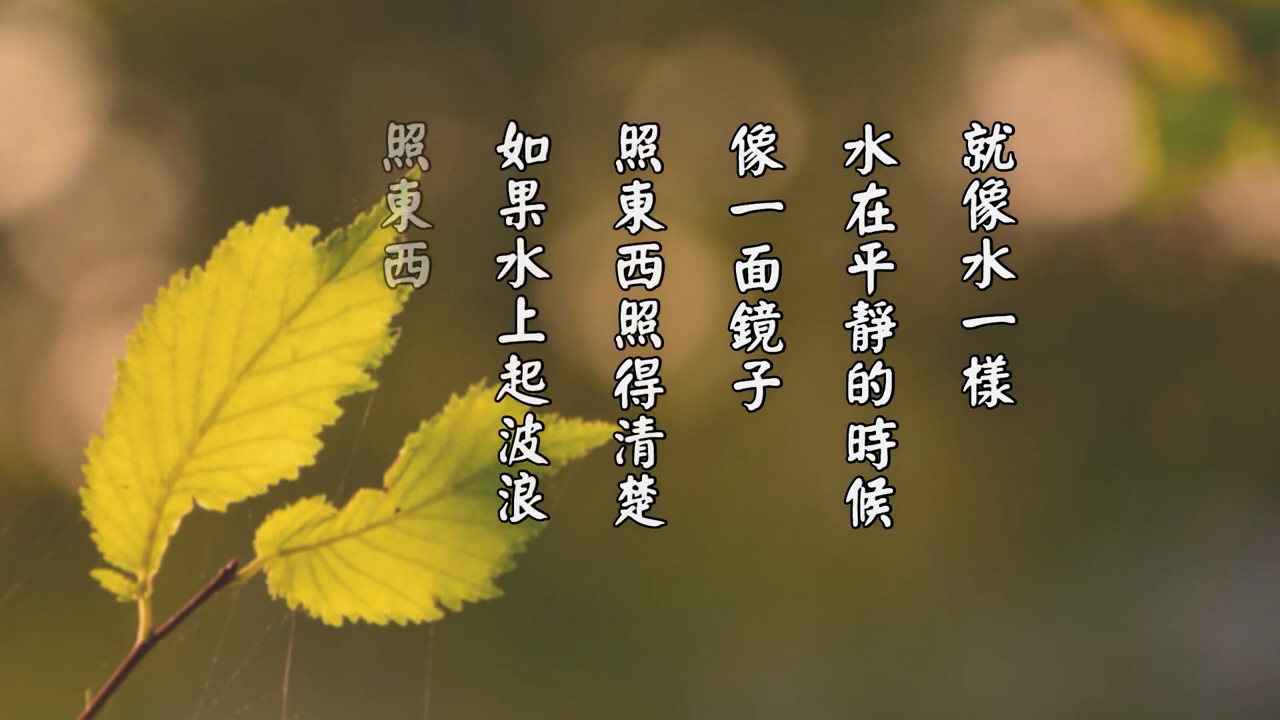 就像水一樣
水在平靜的時候
像一面鏡子
照東西照得清楚
如果水上起波浪
照東西